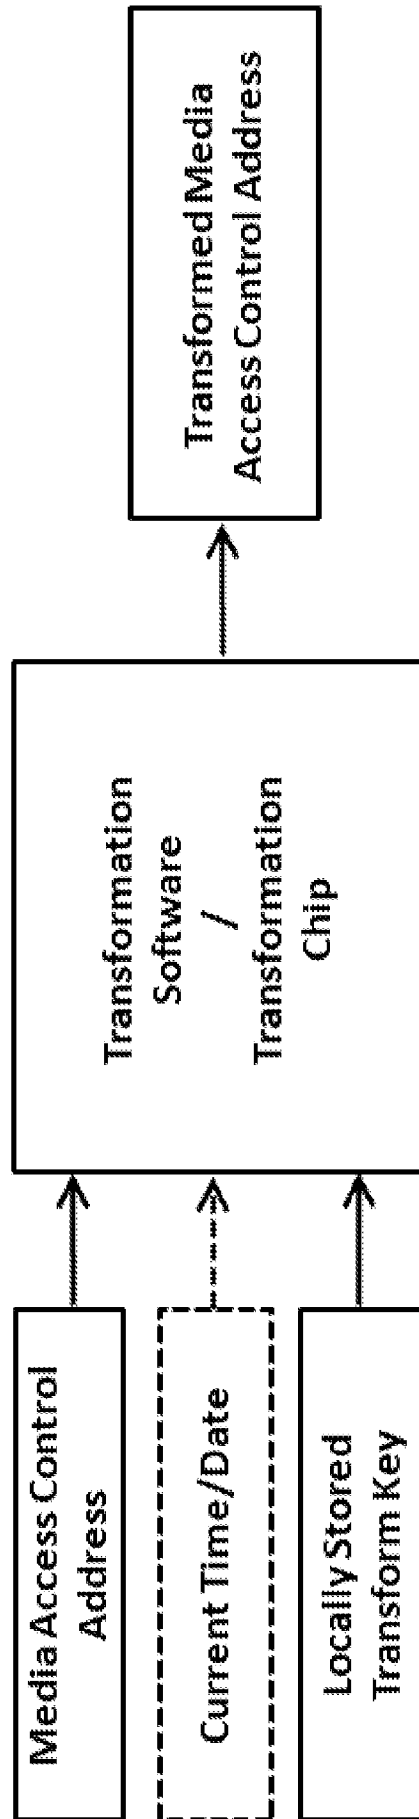 Media Access Control
Address
Current Time/Date
Locally Stored
Transform Key
Transformation
Software
/
Transformation
Chip
Transformed Media
Access Control Address